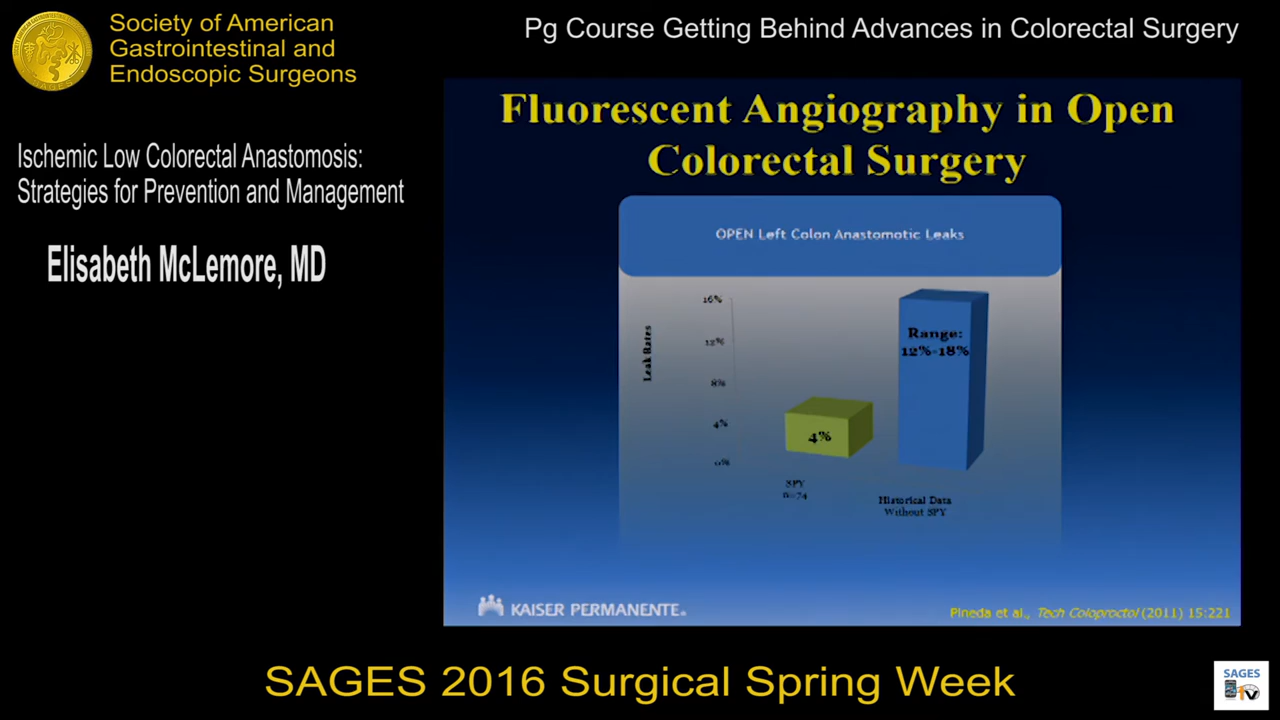 Society of American
Gastrointestinal and
Endoscopic Surgeons
Pg Course Getting Behind Advances in Colorectal Surgery
Ischemic Low Colorectal Anastomosis:
Strategies for Prevention and Management
Elisabeth McLemore, MD
Fluorescent Angiography in Open
Colorectal Surgery
OPEN Left Colon Anastomotic Leaks
Leak Rates
16%
12%
8%
4%
0%
4%
Range:
12%-18%
SPY
n=74
Historical Data
Without SPY
KAISER PERMANENTE®
Pineda et al., Tech Coloproctol (2011) 15:221
SAGES 2016 Surgical Spring Week
SAGES
TV